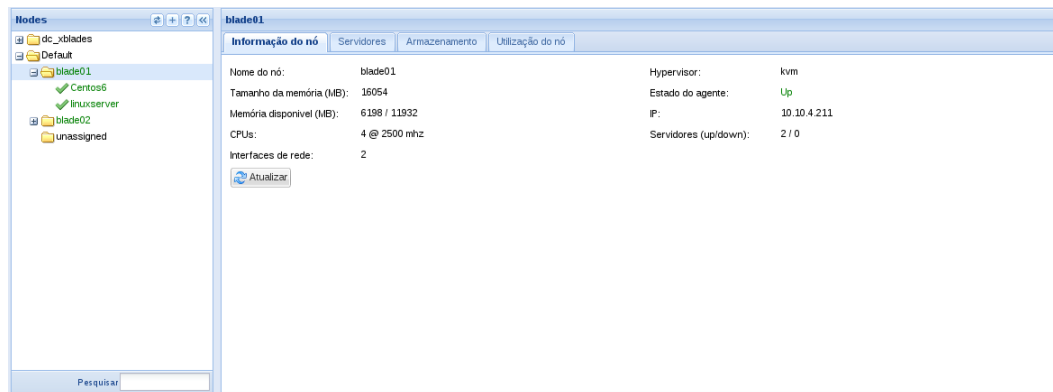 Nodes
dc_xblades
Default
blade01
Centos6
linuxserver
blade02
unassigned
Pesquisar
blade01
Informação do nó Servidores Armazenamento Utilização do nó
Nome do nó: blade01 Hypervisor: kvm
Tamanho da memória (MB): 16054 Estado do agente: Up
Memória disponivel (MB): 6198 / 11932 IP: 10.10.4.211
CPUs: 4 @ 2500 mhz Servidores (up/down): 2 / 0
Interfaces de rede: 2
Atualizar